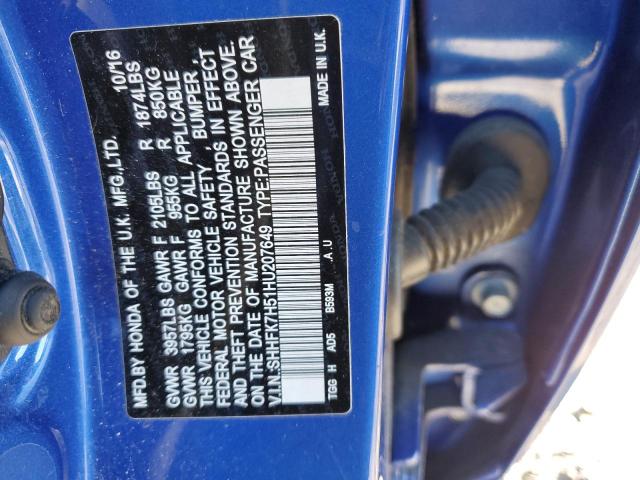 MFD.BY HONDA OF THE U.K. MFG.,LTD. 10/16
GVWR 3957LBS GAWR F 2105LBS R 1874LBS
GVWR 1795KG GAWR F 955KG R 850KG
THIS VEHICLE CONFORMS TO ALL APPLICABLE
FEDERAL MOTOR VEHICLE SAFETY, BUMPER,
AND THEFT PREVENTION STANDARDS IN EFFECT
ON THE DATE OF MANUFACTURE SHOWN ABOVE.
V.I.N.:SHHFK7H51HU207649 TYPE:PASSENGER CAR
TGG H AD5 B593M .A .U MADE IN U.K.
HONDA